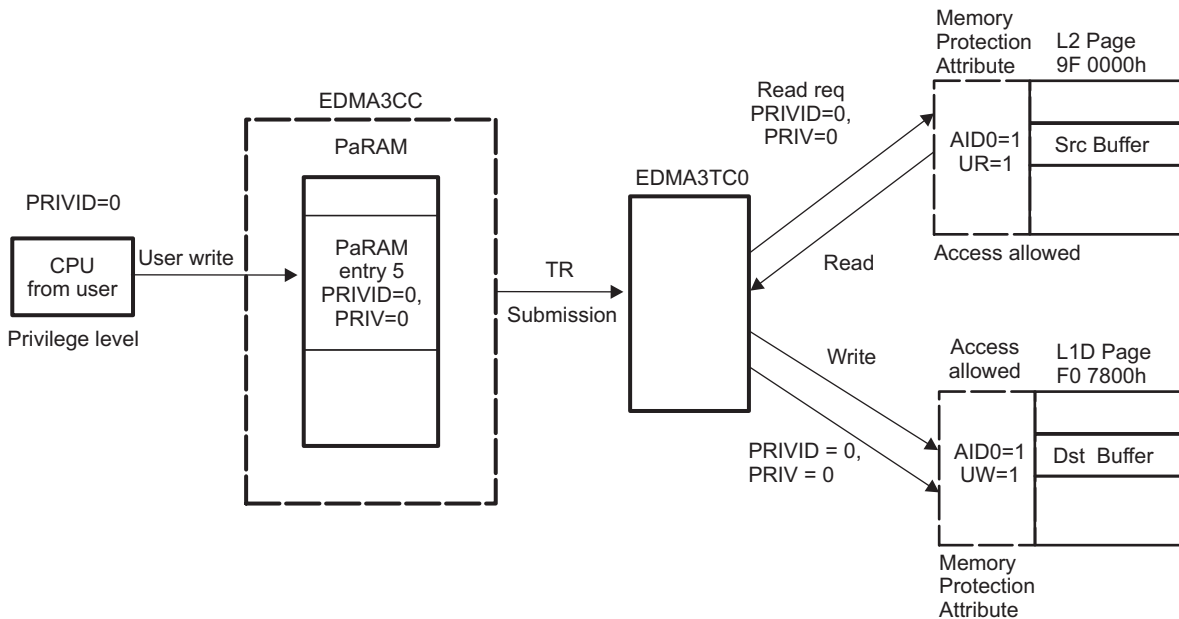 PRIVID=0
CPU
from user
Privilege level
User write
EDMA3CC
PaRAM
PaRAM
entry 5
PRIVID=0,
PRIV=0
TR
Submission
EDMA3TC0
Read req
PRIVID=0,
PRIV=0
Read
Memory
Protection
Attribute
L2 Page
9F 0000h
AID0=1
UR=1
Src Buffer
Access allowed
Write
PRIVID = 0,
PRIV = 0
Access
allowed
L1D Page
F0 7800h
AID0=1
UW=1
Dst Buffer
Memory
Protection
Attribute